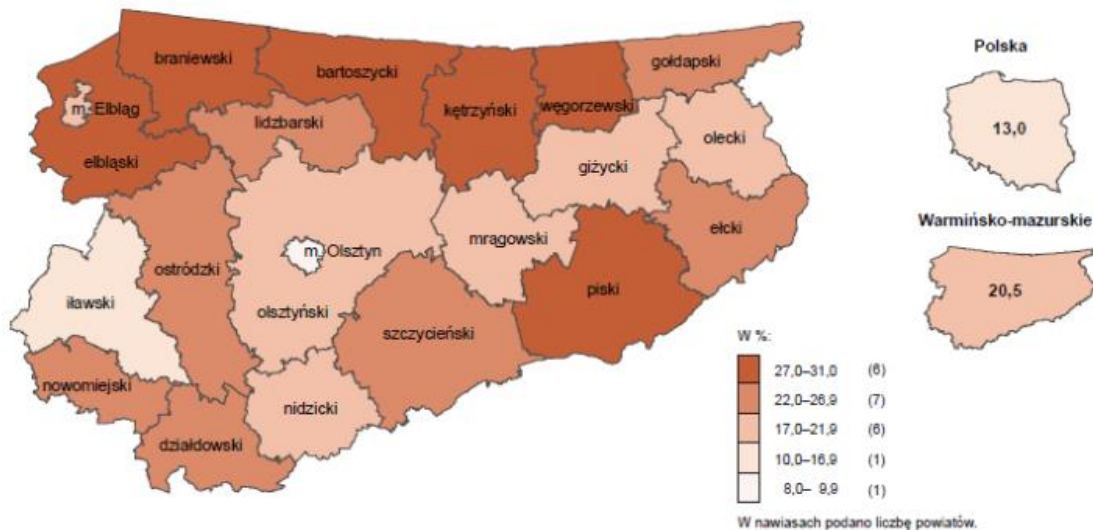 braniewski
bartoszycki
gołdapski
Polska
kętrzyński
węgorzewski
m. Elbląg
lidzbarski
olecki
13,0
elbląski
giżycki
Warmińsko-mazurskie
mrągowski
ełcki
m. Olsztyn
ostródzki
iławski
piski
20,5
olsztyński
szczycieński
W %:
nowomiejski
27,0–31,0 (6)
22,0–26,9 (7)
nidzicki
17,0–21,9 (6)
działdowski
10,0–16,9 (1)
8,0– 9,9 (1)
W nawiasach podano liczbę powiatów.